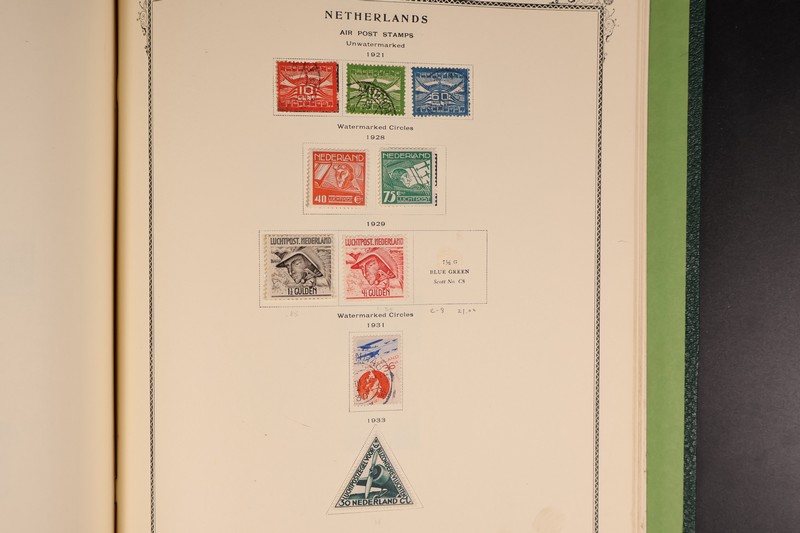 NETHERLANDS
AIR POST STAMPS
Unwatermarked
1921
10
60
Watermarked Circles
1928
NEDERLAND
40
NEDERLAND
75
LUCHTPOST
1929
LUCHTPOST. NEDERLAND
1½ GULDEN
LUCHTPOST. NEDERLAND
4½ GULDEN
7½ G
BLUE GREEN
Scott No. C8
C-8
Watermarked Circles
1931
36
1933
30 NEDERLAND CT